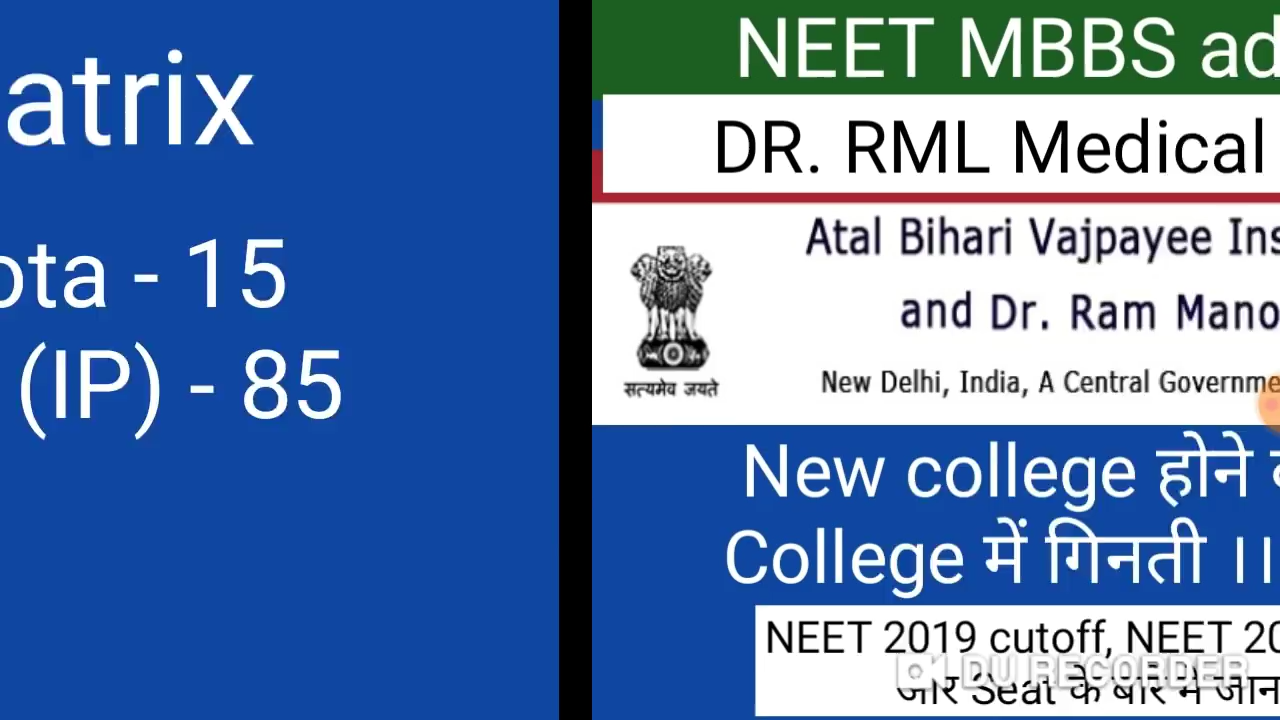 atrix
ota - 15
(IP) - 85
NEET MBBS ad
DR. RML Medical
Atal Bihari Vajpayee Ins
and Dr. Ram Mano
New Delhi, India, A Central Governme
सत्यमेव जयते
New college होने
College में गिनती ।।
NEET 2019 cutoff, NEET 20
और Seat के बारे में जान
DU RECORDER